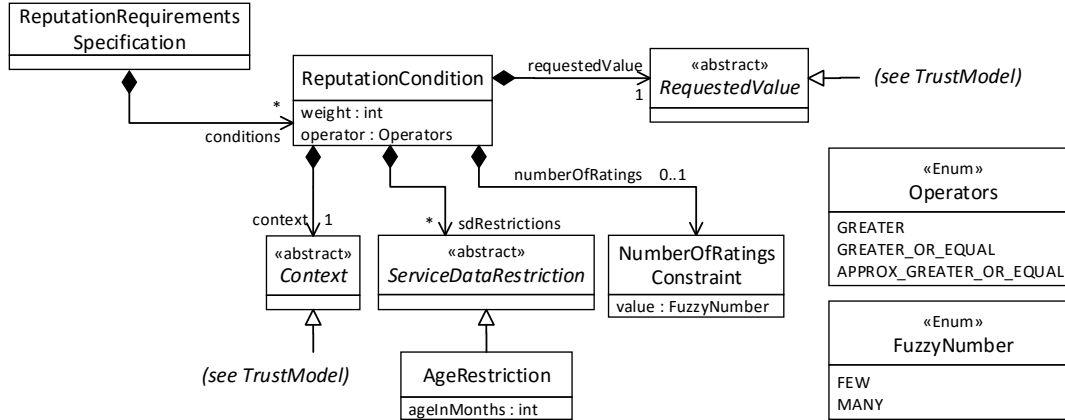 ReputationRequirements
Specification
ReputationCondition
weight : int
operator : Operators
requestedValue
1
«abstract»
RequestedValue
(see TrustModel)
*
conditions
numberOfRatings 0..1
context 1
* sdRestrictions
«abstract»
Context
«abstract»
ServiceDataRestriction
NumberOfRatings
Constraint
value : FuzzyNumber
(see TrustModel)
AgeRestriction
ageInMonths : int
«Enum»
Operators
GREATER
GREATER_OR_EQUAL
APPROX_GREATER_OR_EQUAL
«Enum»
FuzzyNumber
FEW
MANY